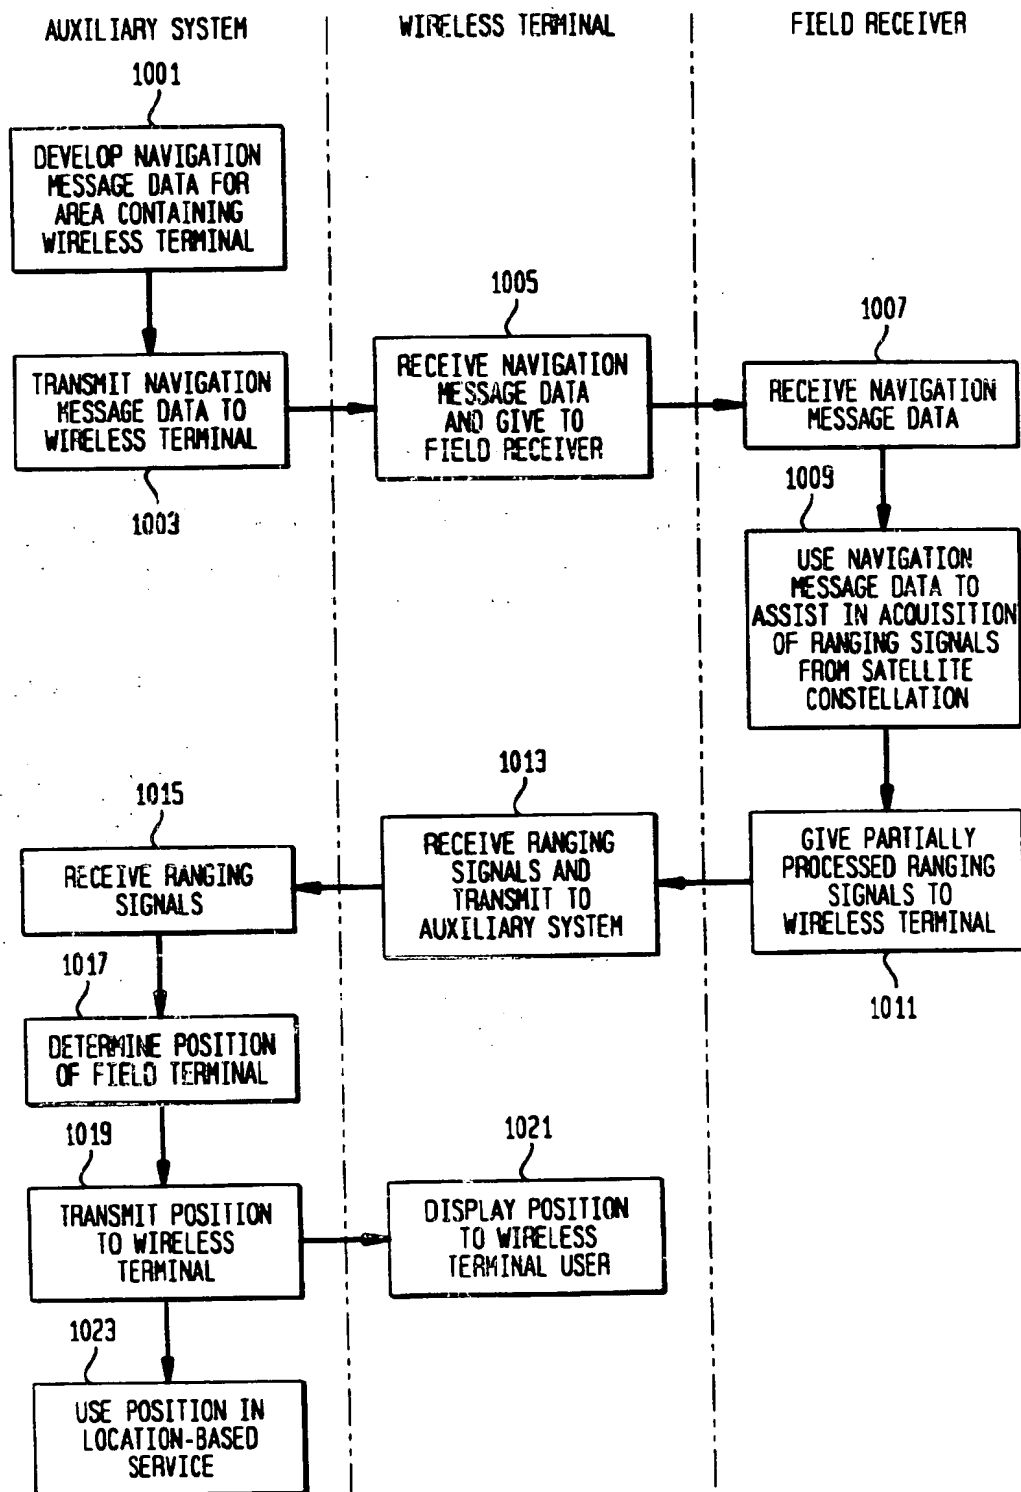 AUXILIARY SYSTEM
WIRELESS TERMINAL
FIELD RECEIVER
1001
DEVELOP NAVIGATION
MESSAGE DATA FOR
AREA CONTAINING
WIRELESS TERMINAL
TRANSMIT NAVIGATION
MESSAGE DATA TO
WIRELESS TERMINAL
1003
1005
RECEIVE NAVIGATION
MESSAGE DATA
AND GIVE TO
FIELD RECEIVER
1007
RECEIVE NAVIGATION
MESSAGE DATA
1009
USE NAVIGATION
MESSAGE DATA TO
ASSIST IN ACQUISITION
OF RANGING SIGNALS
FROM SATELLITE
CONSTELLATION
GIVE PARTIALLY
PROCESSED RANGING
SIGNALS TO
WIRELESS TERMINAL
1011
1013
RECEIVE RANGING
SIGNALS AND
TRANSMIT TO
AUXILIARY SYSTEM
1015
RECEIVE RANGING
SIGNALS
1017
DETERMINE POSITION
OF FIELD TERMINAL
1019
TRANSMIT POSITION
TO WIRELESS
TERMINAL
1021
DISPLAY POSITION
TO WIRELESS
TERMINAL USER
1023
USE POSITION IN
LOCATION-BASED
SERVICE